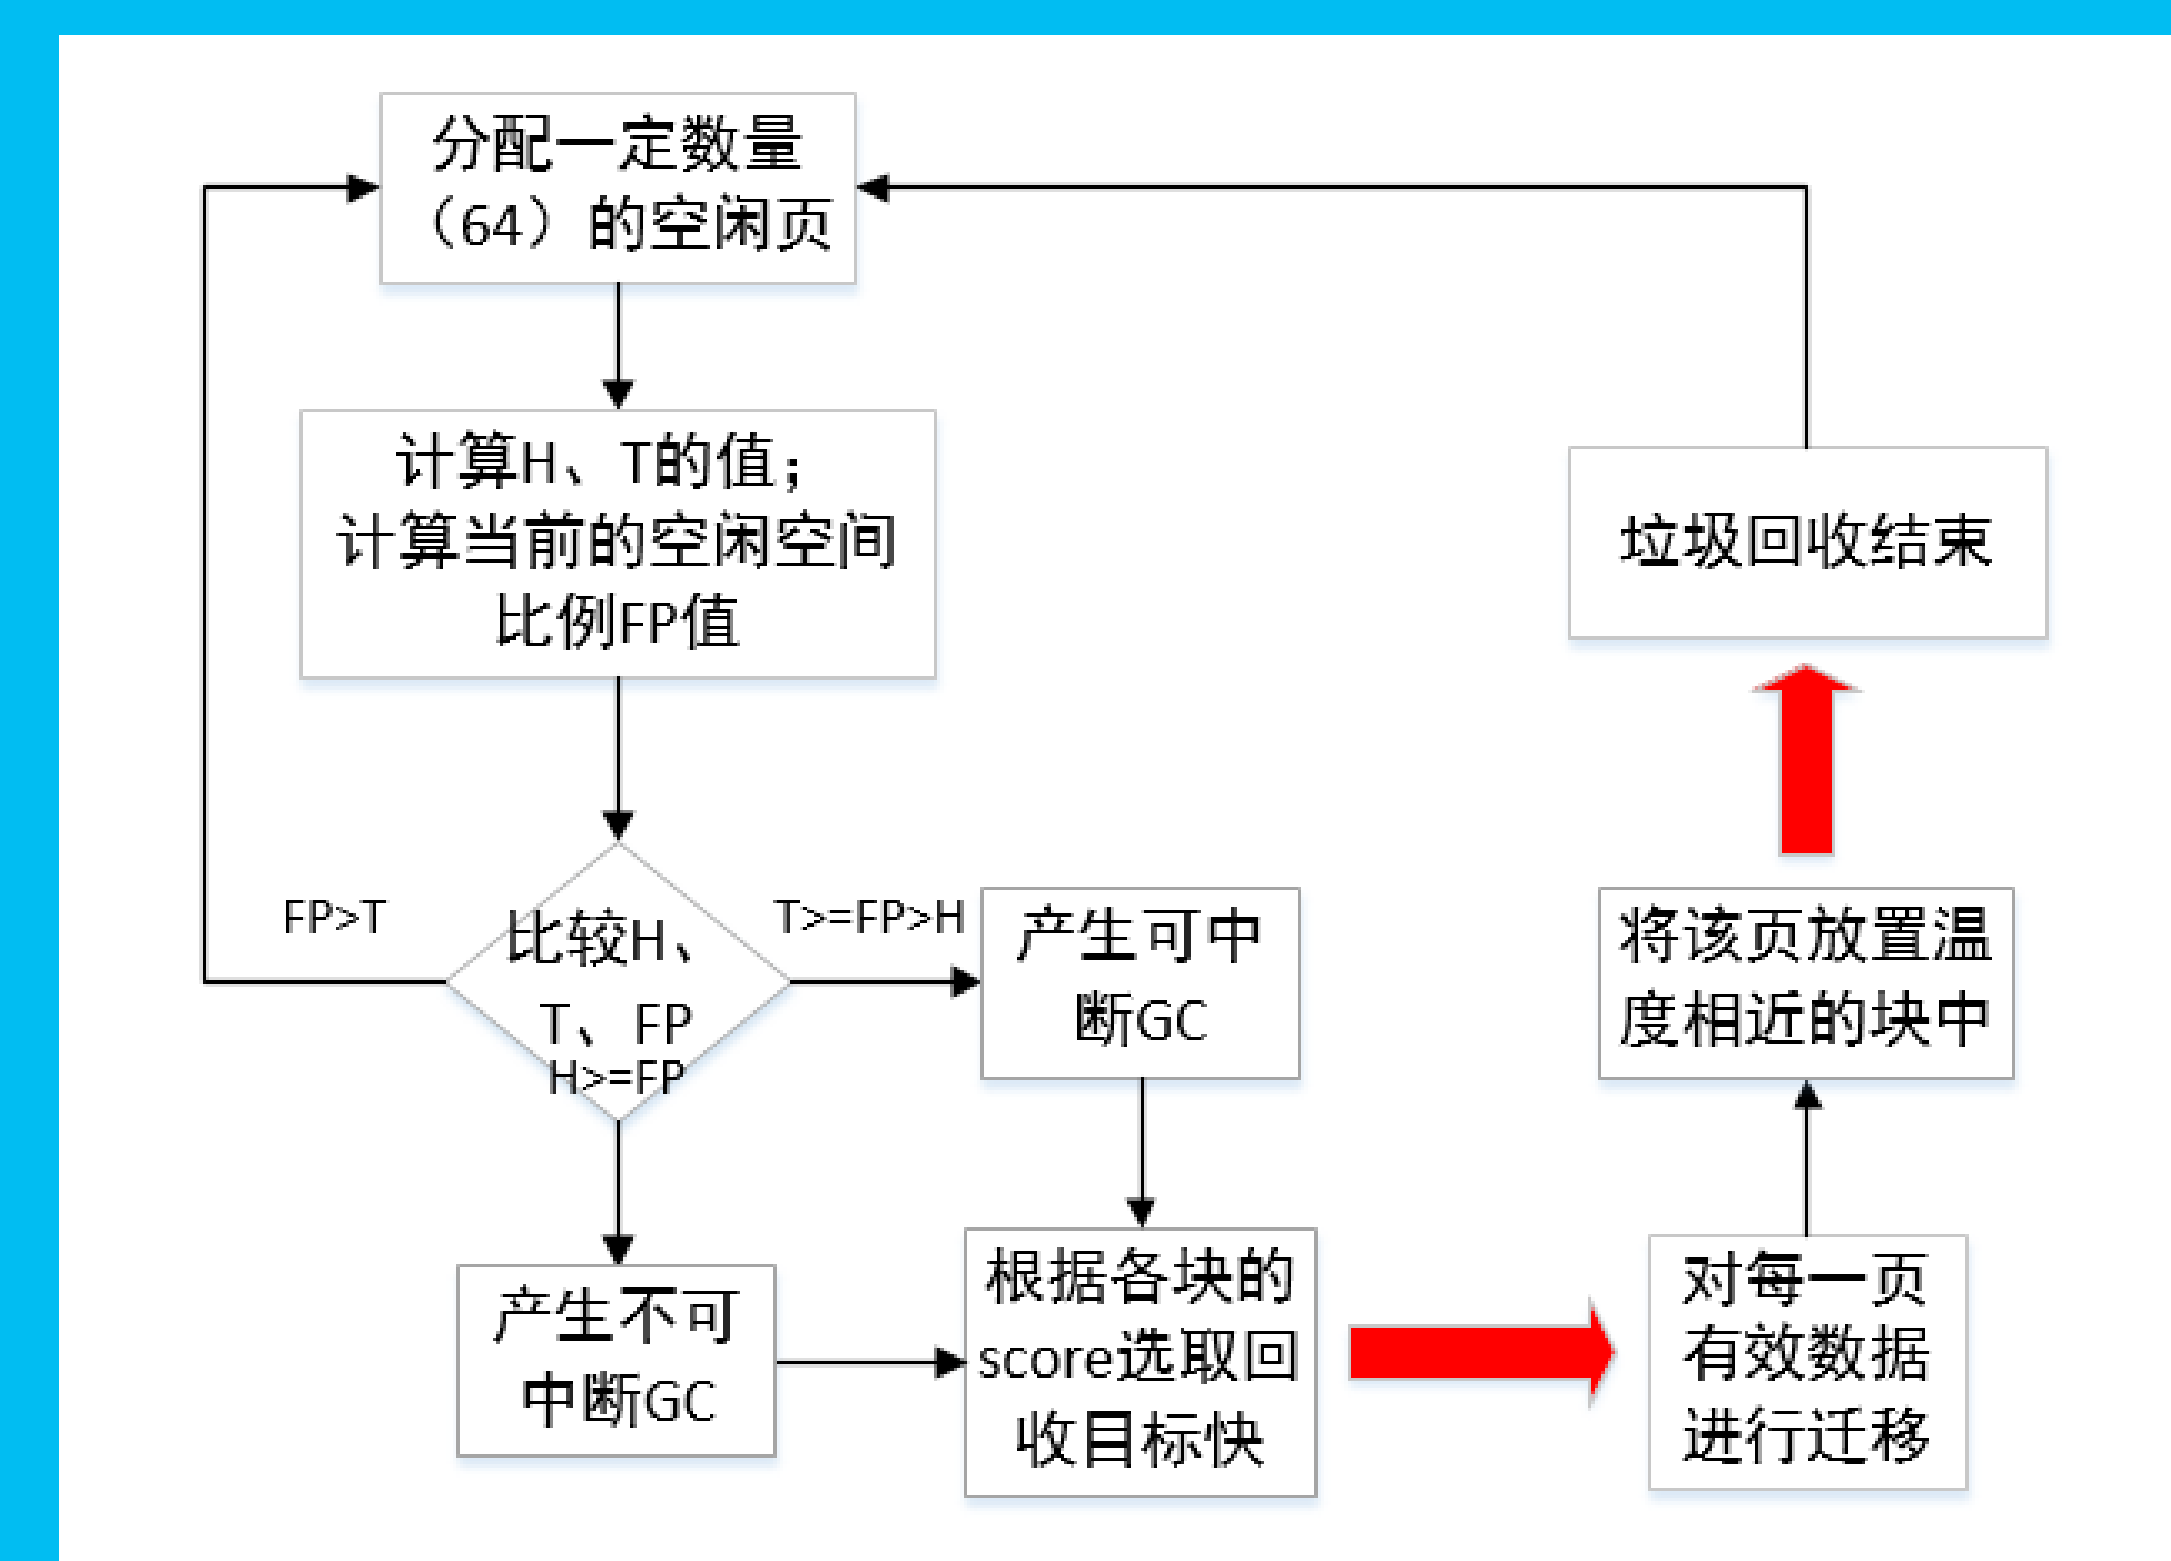 分配一定数量
（64）的空闲页
计算H、T的值；
计算当前的空闲空间
比例FP值
垃圾回收结束
FP>T
比较H、
T、FP
H>=FP
T>=FP>H
产生可中
断GC
将该页放置温
度相近的块中
产生不可
中断GC
根据各块的
score选取回
收目标快
对每一页
有效数据
进行迁移